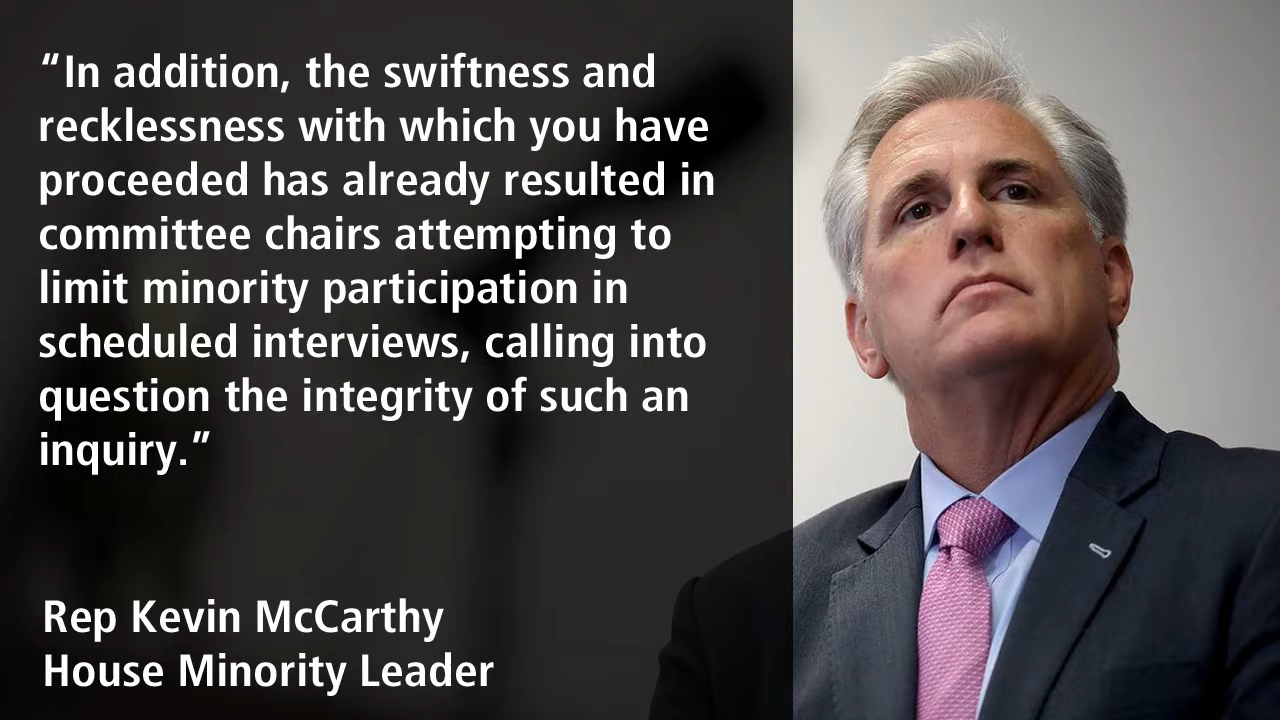 “In addition, the swiftness and
recklessness with which you have
proceeded has already resulted in
committee chairs attempting to
limit minority participation in
scheduled interviews, calling into
question the integrity of such an
inquiry.”
Rep Kevin McCarthy
House Minority Leader